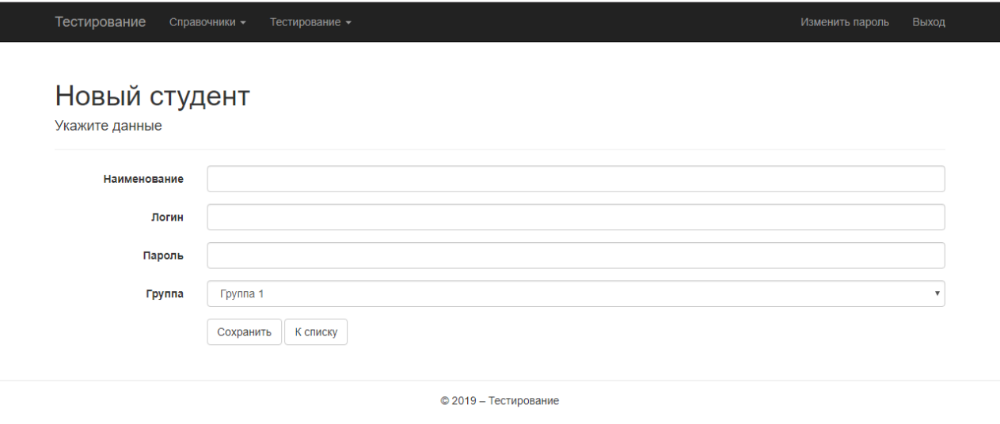 Тестирование Справочники Тестирование Изменить пароль Выход
Новый студент
Укажите данные
Наименование
Логин
Пароль
Группа Группа 1
Сохранить К списку
© 2019 – Тестирование